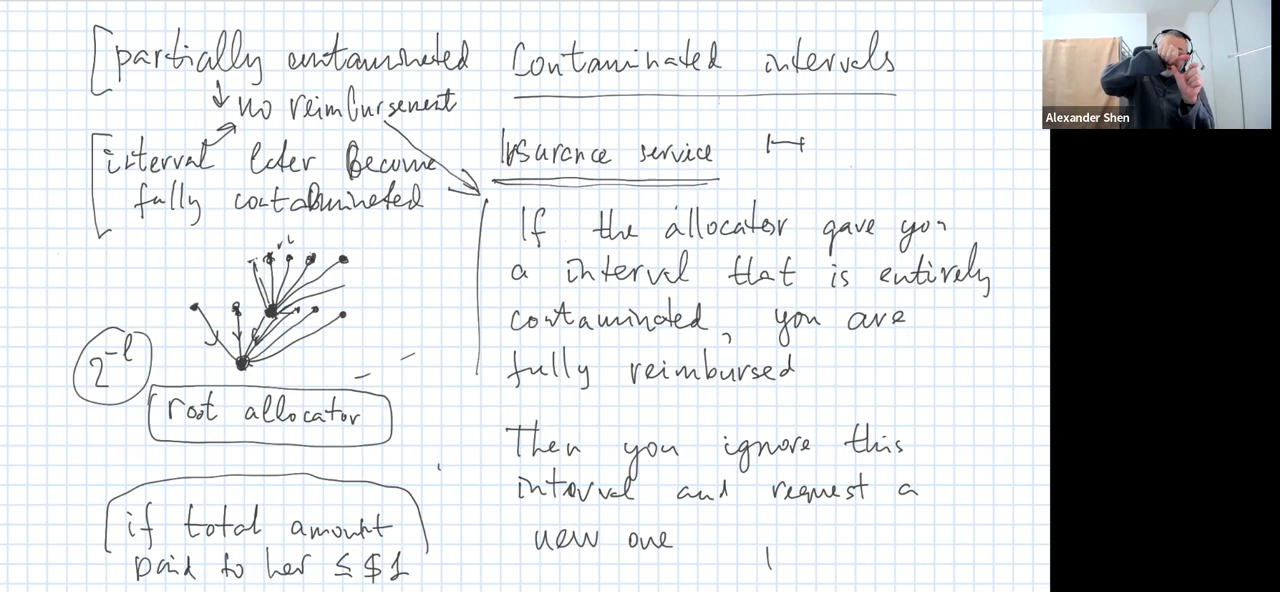 partially contaminated
no reimbursement
interval later become
fully contaminated
2^-l
root allocator
if total amount
paid to her ≤ $1
Contaminated intervals
Insurance service
If the allocator gave you
a interval that is entirely
contaminated, you are
fully reimbursed
Then you ignore this
interval and request a
new one
Alexander Shen